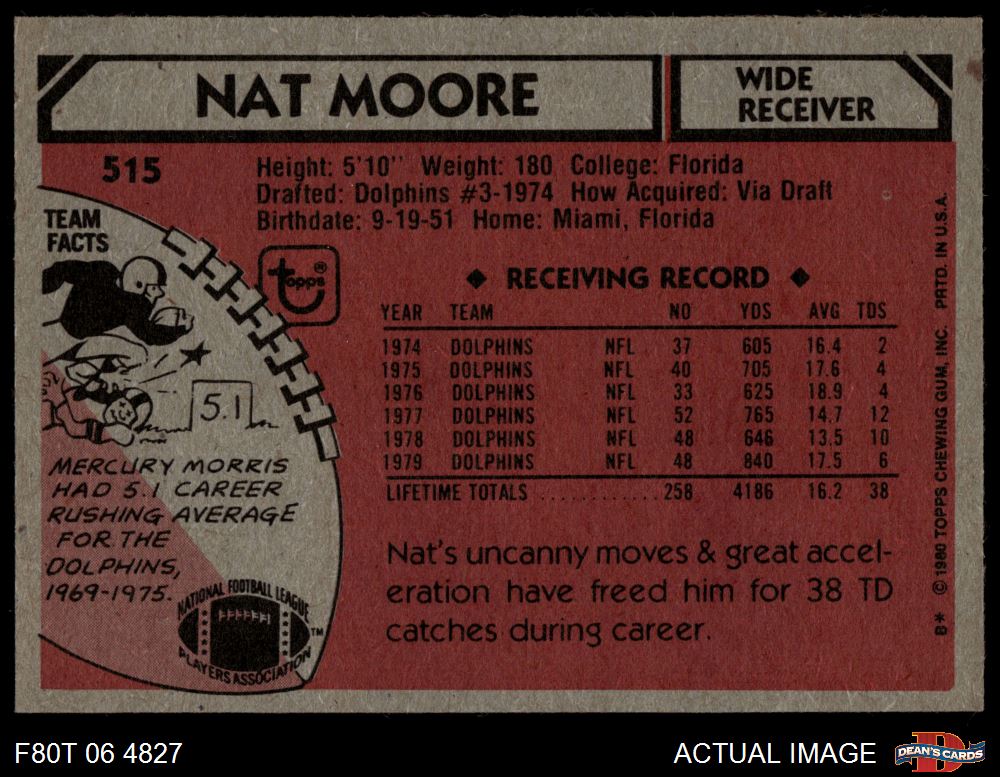 NAT MOORE
WIDE
RECEIVER
515
Height: 5'10" Weight: 180 College: Florida
Drafted: Dolphins #3-1974 How Acquired: Via Draft
Birthdate: 9-19-51 Home: Miami, Florida
TEAM
FACTS
topps®
5.1
MERCURY MORRIS
HAD 5.1 CAREER
RUSHING AVERAGE
FOR THE
DOLPHINS,
1969-1975.
NATIONAL FOOTBALL LEAGUE
PLAYERS ASSOCIATION
TM
◆ RECEIVING RECORD ◆
YEAR TEAM NO YDS AVG TDS
1974 DOLPHINS NFL 37 605 16.4 2
1975 DOLPHINS NFL 40 705 17.6 4
1976 DOLPHINS NFL 33 625 18.9 4
1977 DOLPHINS NFL 52 765 14.7 12
1978 DOLPHINS NFL 48 646 13.5 10
1979 DOLPHINS NFL 48 840 17.5 6
LIFETIME TOTALS ............ 258 4186 16.2 38
Nat's uncanny moves & great accel-
eration have freed him for 38 TD
catches during career.
B* © 1980 TOPPS CHEWING GUM, INC. PRTD. IN U.S.A.
F80T 06 4827
ACTUAL IMAGE
D
DEAN'S CARDS